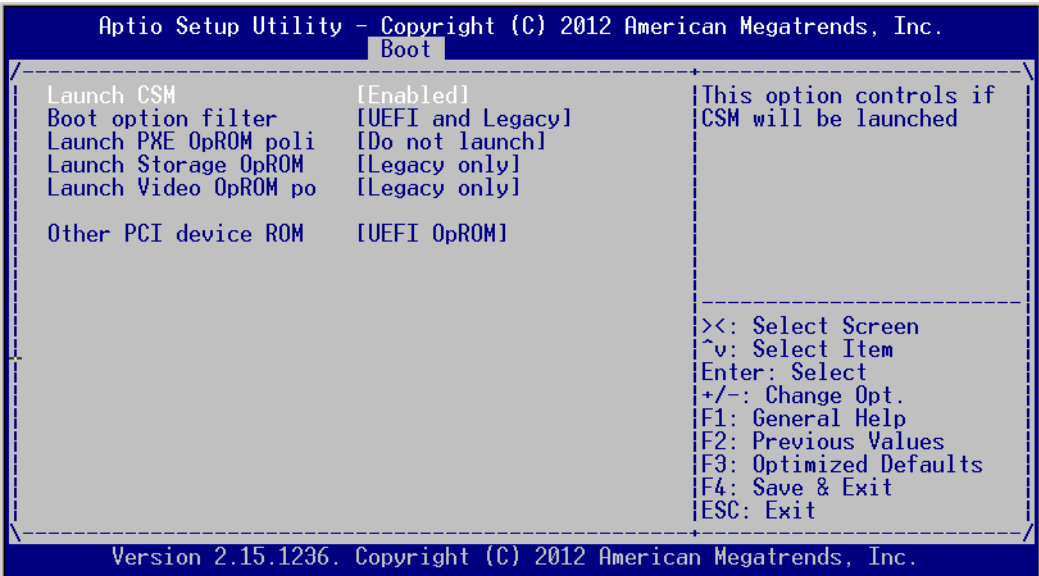 Aptio Setup Utility – Copyright (C) 2012 American Megatrends, Inc.
Boot
Launch CSM [Enabled]
Boot option filter [UEFI and Legacy]
Launch PXE OpROM poli [Do not launch]
Launch Storage OpROM [Legacy only]
Launch Video OpROM po [Legacy only]
Other PCI device ROM [UEFI OpROM]
This option controls if
CSM will be launched
><: Select Screen
^v: Select Item
Enter: Select
+/-: Change Opt.
F1: General Help
F2: Previous Values
F3: Optimized Defaults
F4: Save & Exit
ESC: Exit
Version 2.15.1236. Copyright (C) 2012 American Megatrends, Inc.